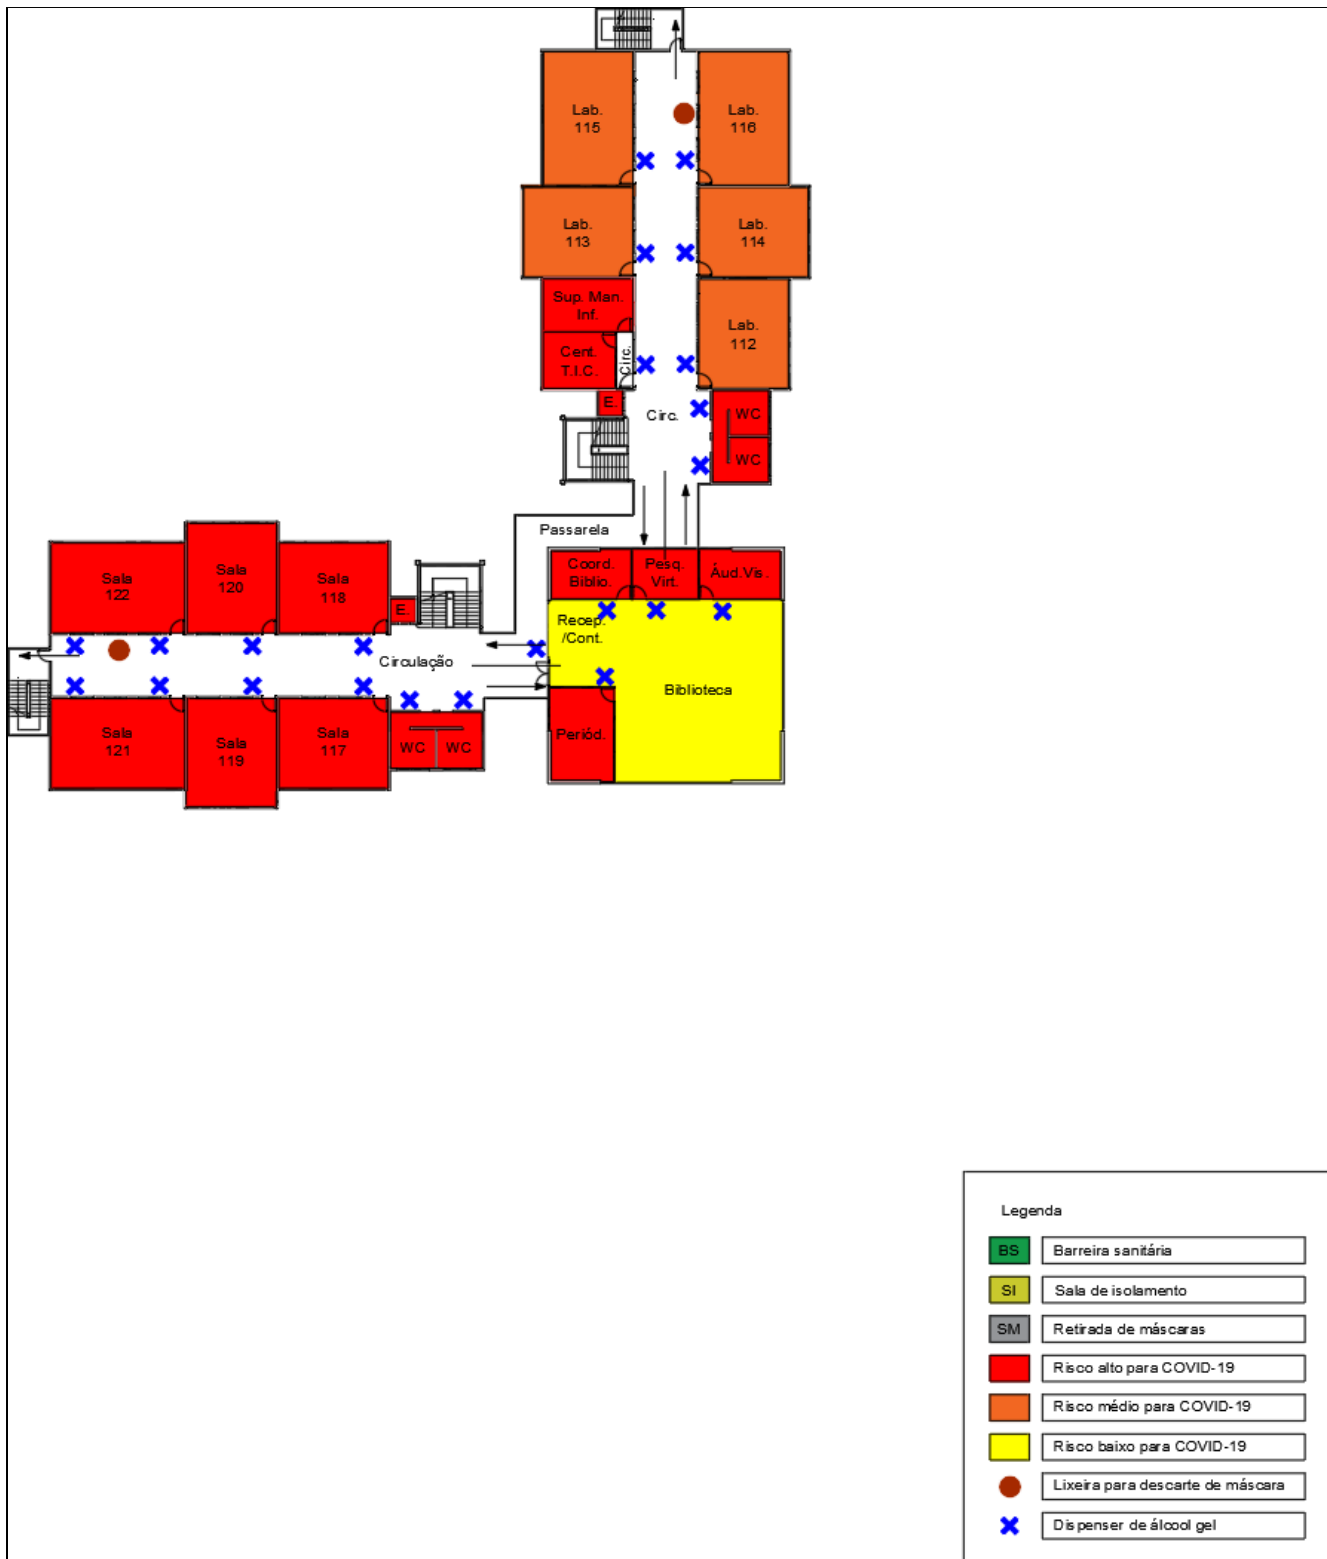 Lab.
115
Lab.
116
Lab.
113
Lab.
114
Sup. Man.
Inf.
Lab.
112
Cent.
T.I.C.
Circ.
E.
Circ.
WC
WC
Passarela
Coord.
Biblio.
Pesq.
Virt.
Áud.Vis.
Sala
122
Sala
120
Sala
118
E.
Recep.
/Cont.
Circulação
Biblioteca
Sala
121
Sala
119
Sala
117
WC
WC
Periód.
Legenda
BS Barreira sanitária
SI Sala de isolamento
SM Retirada de máscaras
Risco alto para COVID-19
Risco médio para COVID-19
Risco baixo para COVID-19
Lixeira para descarte de máscara
Dispenser de álcool gel